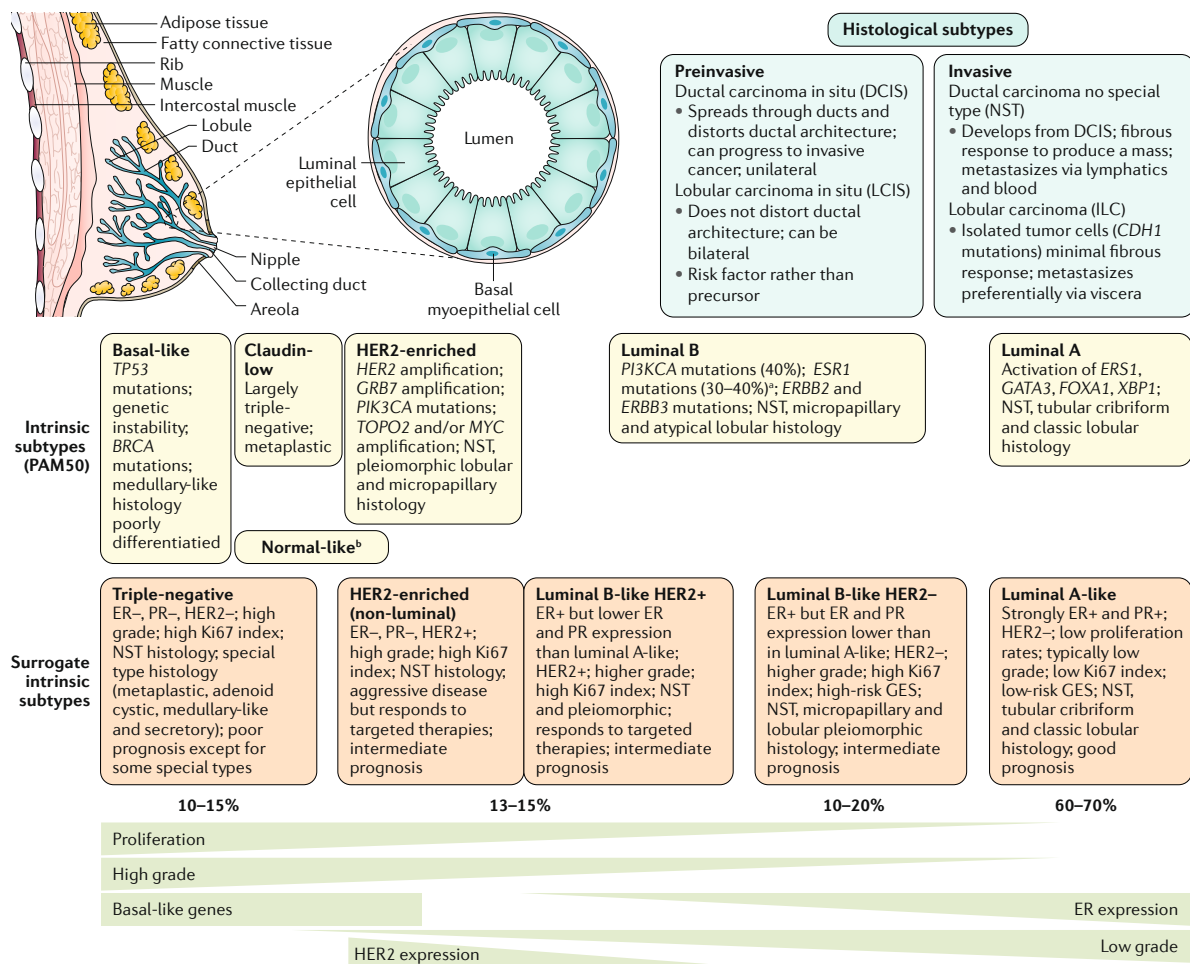 Adipose tissue
Fatty connective tissue
Rib
Muscle
Intercostal muscle
Lobule
Duct
Nipple
Collecting duct
Areola
Luminal
epithelial
cell
Lumen
Basal
myoepithelial cell
Histological subtypes
Preinvasive
Ductal carcinoma in situ (DCIS)
• Spreads through ducts and
distorts ductal architecture;
can progress to invasive
cancer; unilateral
Lobular carcinoma in situ (LCIS)
• Does not distort ductal
architecture; can be
bilateral
• Risk factor rather than
precursor
Invasive
Ductal carcinoma no special
type (NST)
• Develops from DCIS; fibrous
response to produce a mass;
metastasizes via lymphatics
and blood
Lobular carcinoma (ILC)
• Isolated tumor cells (CDH1
mutations) minimal fibrous
response; metastasizes
preferentially via viscera
Intrinsic
subtypes
(PAM50)
Basal-like
TP53
mutations;
genetic
instability;
BRCA
mutations;
medullary-like
histology
poorly
differentiatied
Claudin-
low
Largely
triple-
negative;
metaplastic
HER2-enriched
HER2 amplification;
GRB7 amplification;
PIK3CA mutations;
TOPO2 and/or MYC
amplification; NST,
pleiomorphic lobular
and micropapillary
histology
Normal-likeᵇ
Luminal B
PI3KCA mutations (40%); ESR1
mutations (30–40%)ᵃ; ERBB2 and
ERBB3 mutations; NST, micropapillary
and atypical lobular histology
Luminal A
Activation of ERS1,
GATA3, FOXA1, XBP1;
NST, tubular cribriform
and classic lobular
histology
Surrogate
intrinsic
subtypes
Triple-negative
ER–, PR–, HER2–; high
grade; high Ki67 index;
NST histology; special
type histology
(metaplastic, adenoid
cystic, medullary-like
and secretory); poor
prognosis except for
some special types
HER2-enriched
(non-luminal)
ER–, PR–, HER2+;
high grade; high Ki67
index; NST histology;
aggressive disease
but responds to
targeted therapies;
intermediate
prognosis
Luminal B-like HER2+
ER+ but lower ER
and PR expression
than luminal A-like;
HER2+; higher grade;
high Ki67 index; NST
and pleiomorphic;
responds to targeted
therapies; intermediate
prognosis
Luminal B-like HER2–
ER+ but ER and PR
expression lower than
in luminal A-like; HER2–;
higher grade; high Ki67
index; high-risk GES;
NST, micropapillary and
lobular pleiomorphic
histology; intermediate
prognosis
Luminal A-like
Strongly ER+ and PR+;
HER2–; low proliferation
rates; typically low
grade; low Ki67 index;
low-risk GES; NST,
tubular cribriform
and classic lobular
histology; good
prognosis
10–15%
13–15%
10–20%
60–70%
Proliferation
High grade
Basal-like genes
ER expression
Low grade
HER2 expression